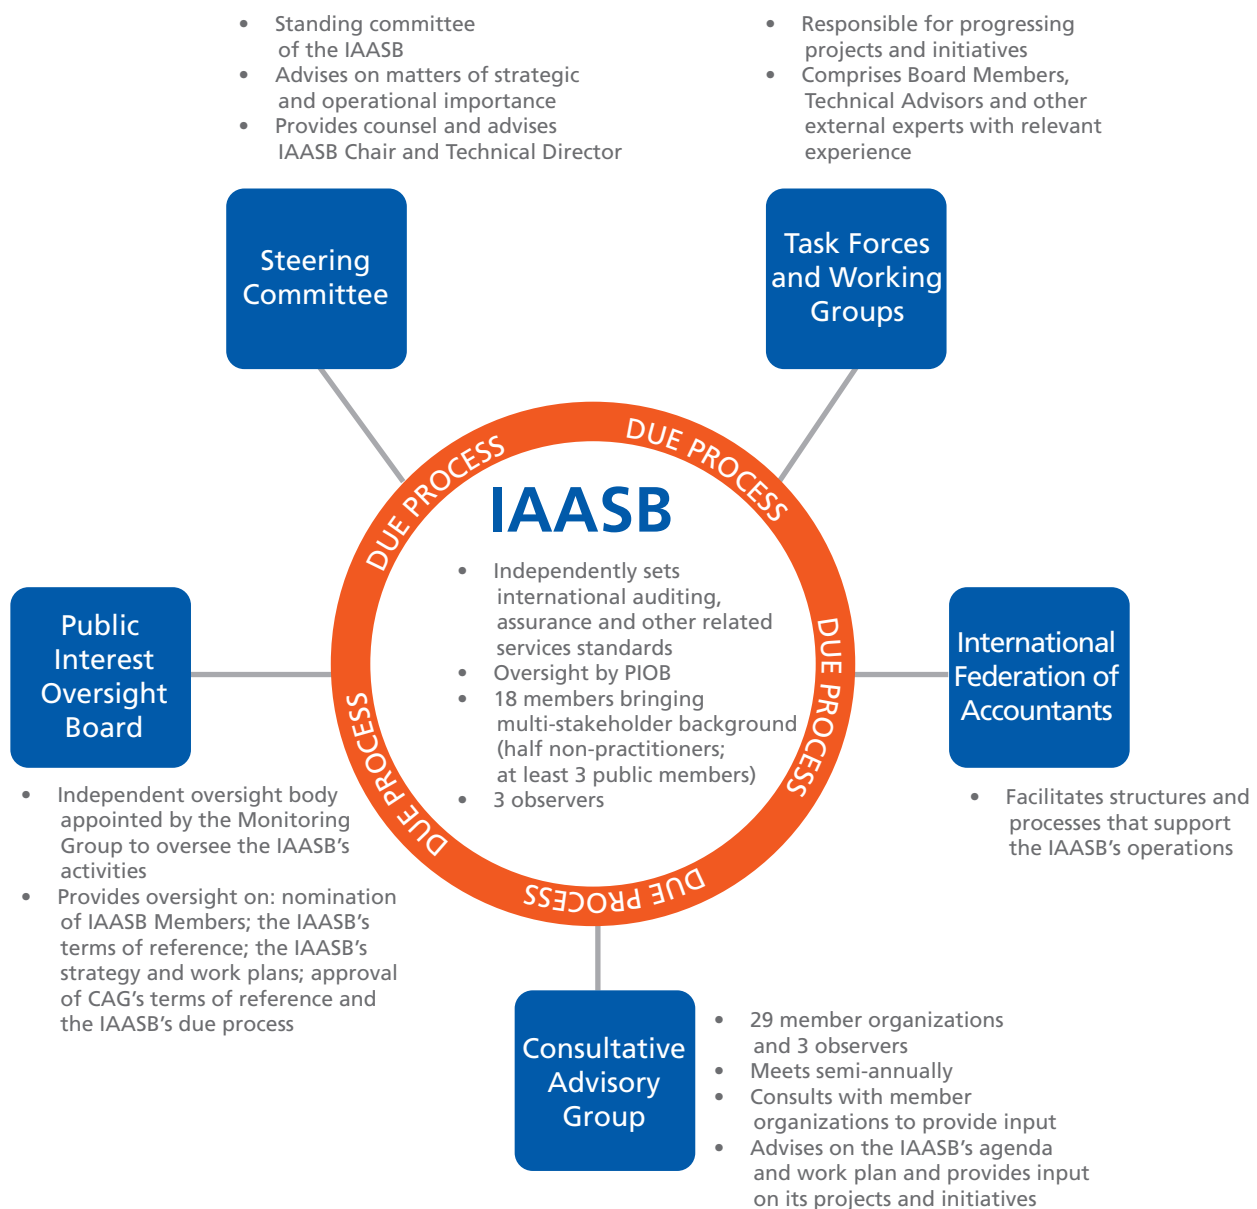 • Standing committee
of the IAASB
• Advises on matters of strategic
and operational importance
• Provides counsel and advises
IAASB Chair and Technical Director
• Responsible for progressing
projects and initiatives
• Comprises Board Members,
Technical Advisors and other
external experts with relevant
experience
Steering
Committee
Task Forces
and Working
Groups
DUE PROCESS
DUE PROCESS
IAASB
• Independently sets
international auditing,
assurance and other related
services standards
• Oversight by PIOB
• 18 members bringing
multi-stakeholder background
(half non-practitioners;
at least 3 public members)
• 3 observers
Public
Interest
Oversight
Board
International
Federation of
Accountants
DUE PROCESS
DUE PROCESS
DUE PROCESS
• Independent oversight body
appointed by the Monitoring
Group to oversee the IAASB’s
activities
• Provides oversight on: nomination
of IAASB Members; the IAASB’s
terms of reference; the IAASB’s
strategy and work plans; approval
of CAG’s terms of reference and
the IAASB’s due process
• Facilitates structures and
processes that support
the IAASB’s operations
Consultative
Advisory
Group
• 29 member organizations
and 3 observers
• Meets semi-annually
• Consults with member
organizations to provide input
• Advises on the IAASB’s agenda
and work plan and provides input
on its projects and initiatives